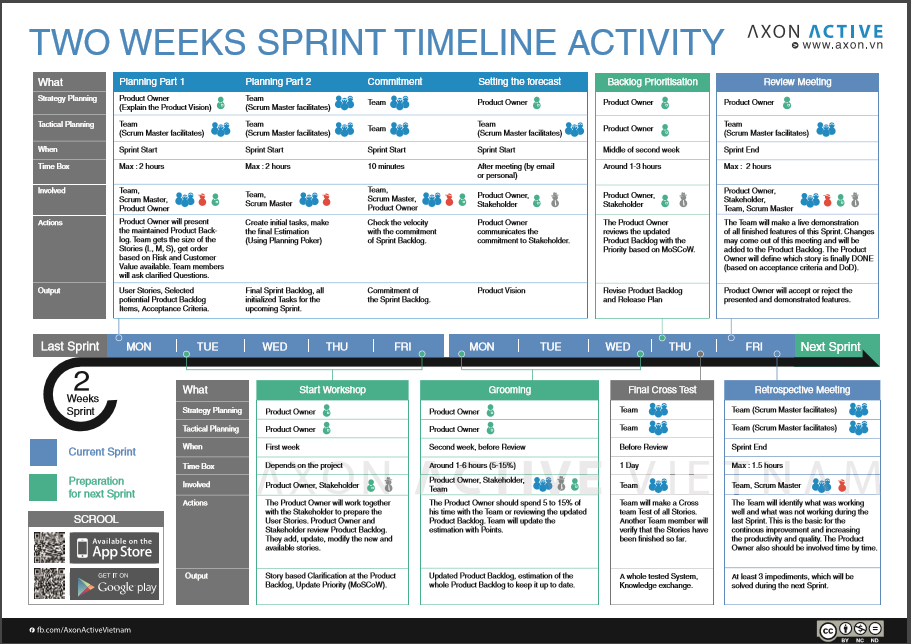 TWO WEEKS SPRINT TIMELINE ACTIVITY
AXON ACTIVE
www.axon.vn
What
Planning Part 1
Planning Part 2
Commitment
Setting the forecast
Backlog Prioritisation
Review Meeting
Strategy Planning
Product Owner
(Explain the Product Vision)
Team
(Scrum Master facilitates)
Team
Product Owner
Product Owner
Product Owner
Tactical Planning
Team
(Scrum Master facilitates)
Team
(Scrum Master facilitates)
Team
Team
(Scrum Master facilitates)
Product Owner
Team
(Scrum Master facilitates)
When
Sprint Start
Sprint Start
Sprint Start
Sprint Start
Middle of second week
Sprint End
Time Box
Max : 2 hours
Max : 2 hours
10 minutes
After meeting (by email
or personal)
Around 1-3 hours
Max : 2 hours
Involved
Team,
Scrum Master,
Product Owner
Team,
Scrum Master
Team,
Scrum Master,
Product Owner
Product Owner,
Stakeholder
Product Owner,
Stakeholder
Product Owner,
Stakeholder,
Team, Scrum Master
Actions
Product Owner will present
the maintained Product Back-
log. Team gets the size of the
Stories (L, M, S), get order
based on Risk and Customer
Value available. Team members
will ask clarified Questions.
Create initial tasks, make
the final Estimation
(Using Planning Poker)
Check the velocity
with the commitment
of Sprint Backlog.
Product Owner
communicates the
commitment to Stakeholder.
The Product Owner
reviews the updated
Product Backlog with the
Priority based on MoSCoW.
The Team will make a live demonstration
of all finished features of this Sprint. Changes
may come out of this meeting and will be
added to the Product Backlog. The Product
Owner will define which story is finally DONE
(based on acceptance criteria and DoD).
Output
User Stories, Selected
potential Product Backlog
Items, Acceptance Criteria.
Final Sprint Backlog, all
initialized Tasks for the
upcoming Sprint.
Commitment of
the Sprint Backlog.
Product Vision
Revise Product Backlog
and Release Plan
Product Owner will accept or reject the
presented and demonstrated features.
Last Sprint
MON
TUE
WED
THU
FRI
MON
TUE
WED
THU
FRI
Next Sprint
2
Weeks
Sprint
Current Sprint
Preparation
for next Sprint
SCROOL
Available on the
App Store
GET IT ON
Google play
What
Start Workshop
Grooming
Final Cross Test
Retrospective Meeting
Strategy Planning
Product Owner
Product Owner
Team
Team (Scrum Master facilitates)
Tactical Planning
Product Owner
Product Owner
Team
Team (Scrum Master facilitates)
When
First week
Second week, before Review
Before Review
Sprint End
Time Box
Depends on the project
Around 1-6 hours (5-15%)
1 Day
Max : 1.5 hours
Involved
Product Owner, Stakeholder
Product Owner, Stakeholder,
Team
Team
Team, Scrum Master
Actions
The Product Owner will work together
with the Stakeholder to prepare the
User Stories. Product Owner and
Stakeholder review Product Backlog.
They add, update, modify the new and
available stories.
The Product Owner should spend 5 to 15% of
his time with the Team or reviewing the updated
Product Backlog. Team will update the
estimation with Points.
Team will make a Cross
team Test of all Stories.
Another Team member will
verify that the Stories have
been finished so far.
The Team will identify what was working
well and what was not working during the
last Sprint. This is the basic for the
continous improvement and increasing
the productivity and quality. The Product
Owner also should be involved time by time.
Output
Story based Clarification at the Product
Backlog, Update Priority (MoSCoW).
Updated Product Backlog, estimation of the
whole Product Backlog to keep it up to date.
A whole tested System,
Knowledge exchange.
At least 3 impediments, which will be
solved during the next Sprint.
AXON ACTIVE VIETNAM
fb.com/AxonActiveVietnam
cc
BY NC ND